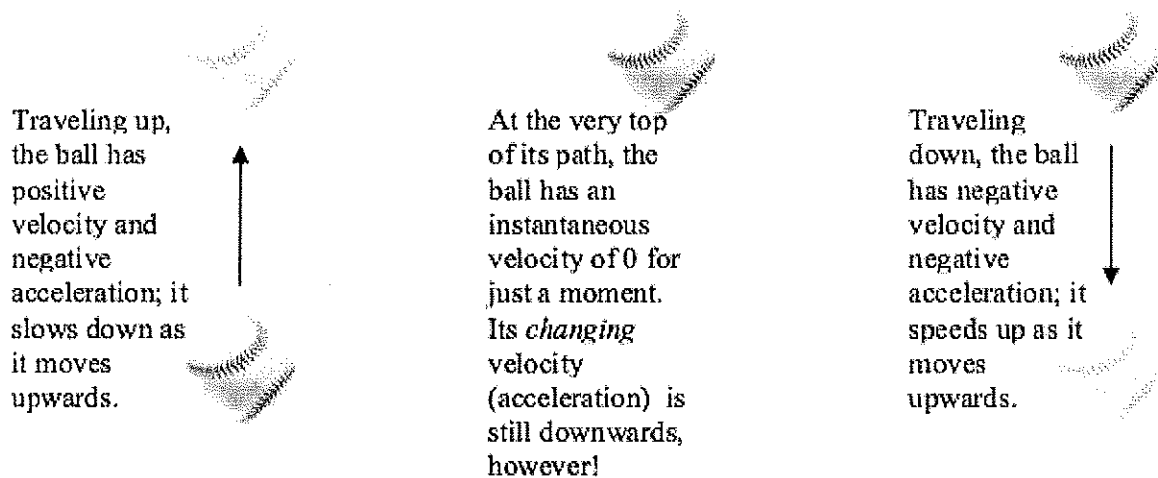 Traveling up,
the ball has
positive
velocity and
negative
acceleration; it
slows down as
it moves
upwards.
At the very top
of its path, the
ball has an
instantaneous
velocity of 0 for
just a moment.
Its changing
velocity
(acceleration) is
still downwards,
however!
Traveling
down, the ball
has negative
velocity and
negative
acceleration; it
speeds up as it
moves
upwards.